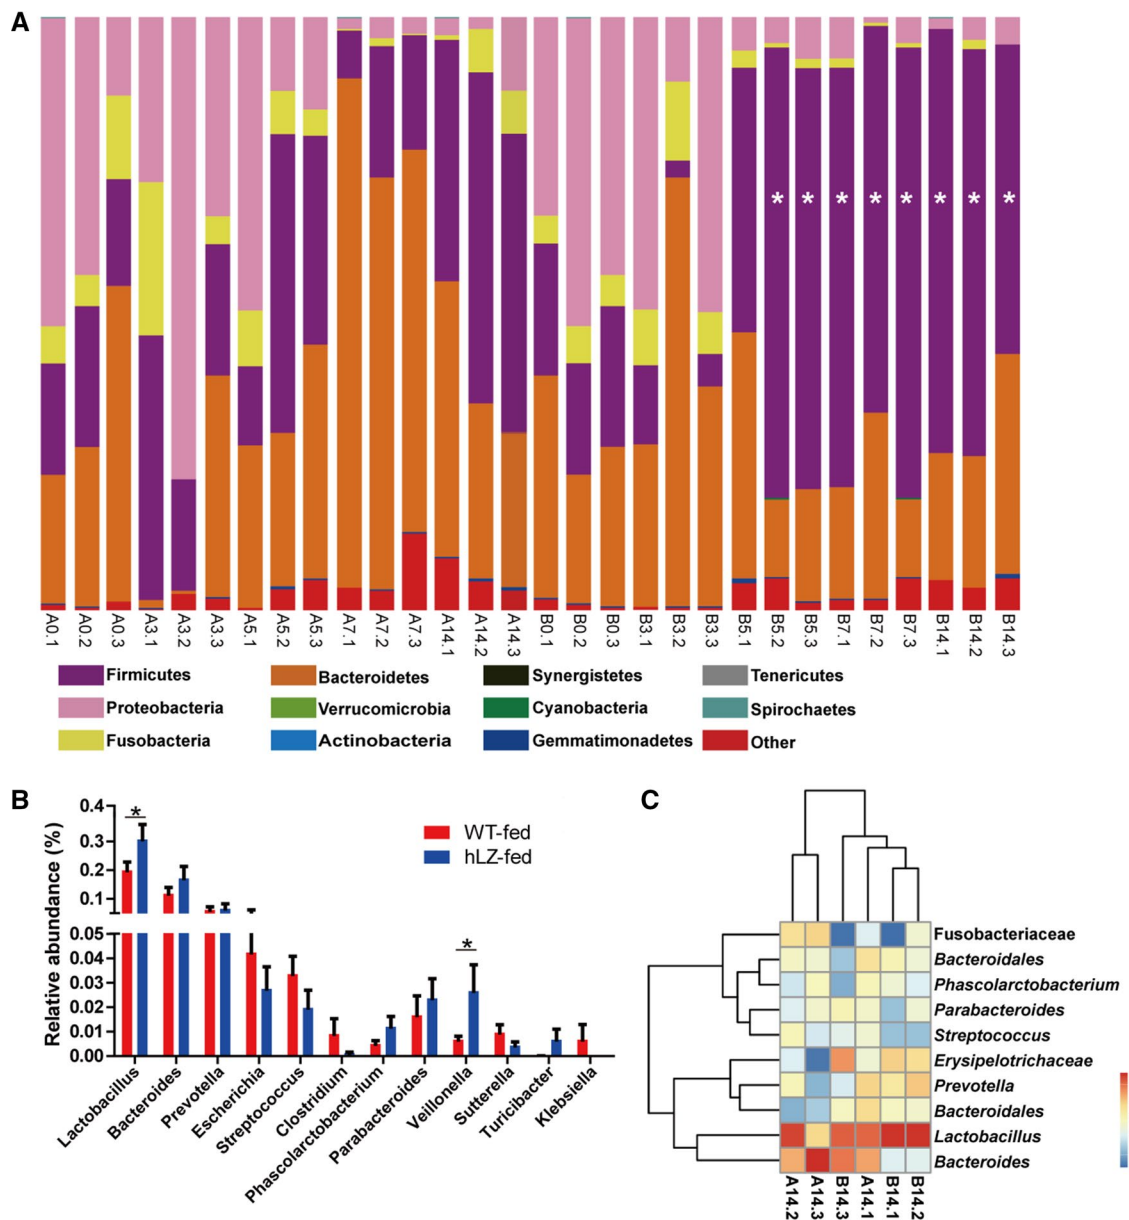 A
* * * * * * * *
A0.1 A0.2 A0.3 A3.1 A3.2 A3.3 A5.1 A5.2 A5.3 A7.1 A7.2 A7.3 A14.1 A14.2 A14.3 B0.1 B0.2 B0.3 B3.1 B3.2 B3.3 B5.1 B5.2 B5.3 B7.1 B7.2 B7.3 B14.1 B14.2 B14.3
Firmicutes Bacteroidetes Synergistetes Tenericutes
Proteobacteria Verrucomicrobia Cyanobacteria Spirochaetes
Fusobacteria Actinobacteria Gemmatimonadetes Other
B
Relative abundance (%)
0.4
0.3
0.2
0.1
0.05
0.04
0.03
0.02
0.01
0.00
*
*
WT-fed
hLZ-fed
Lactobacillus Bacteroides Prevotella Escherichia Streptococcus Clostridium Phascolarctobacterium Parabacteroides Veillonella Sutterella Turicibacter Klebsiella
C
Fusobacteriaceae
Bacteroidales
Phascolarctobacterium
Parabacteroides
Streptococcus
Erysipelotrichaceae
Prevotella
Bacteroidales
Lactobacillus
Bacteroides
A14.2 A14.3 B14.3 A14.1 B14.1 B14.2